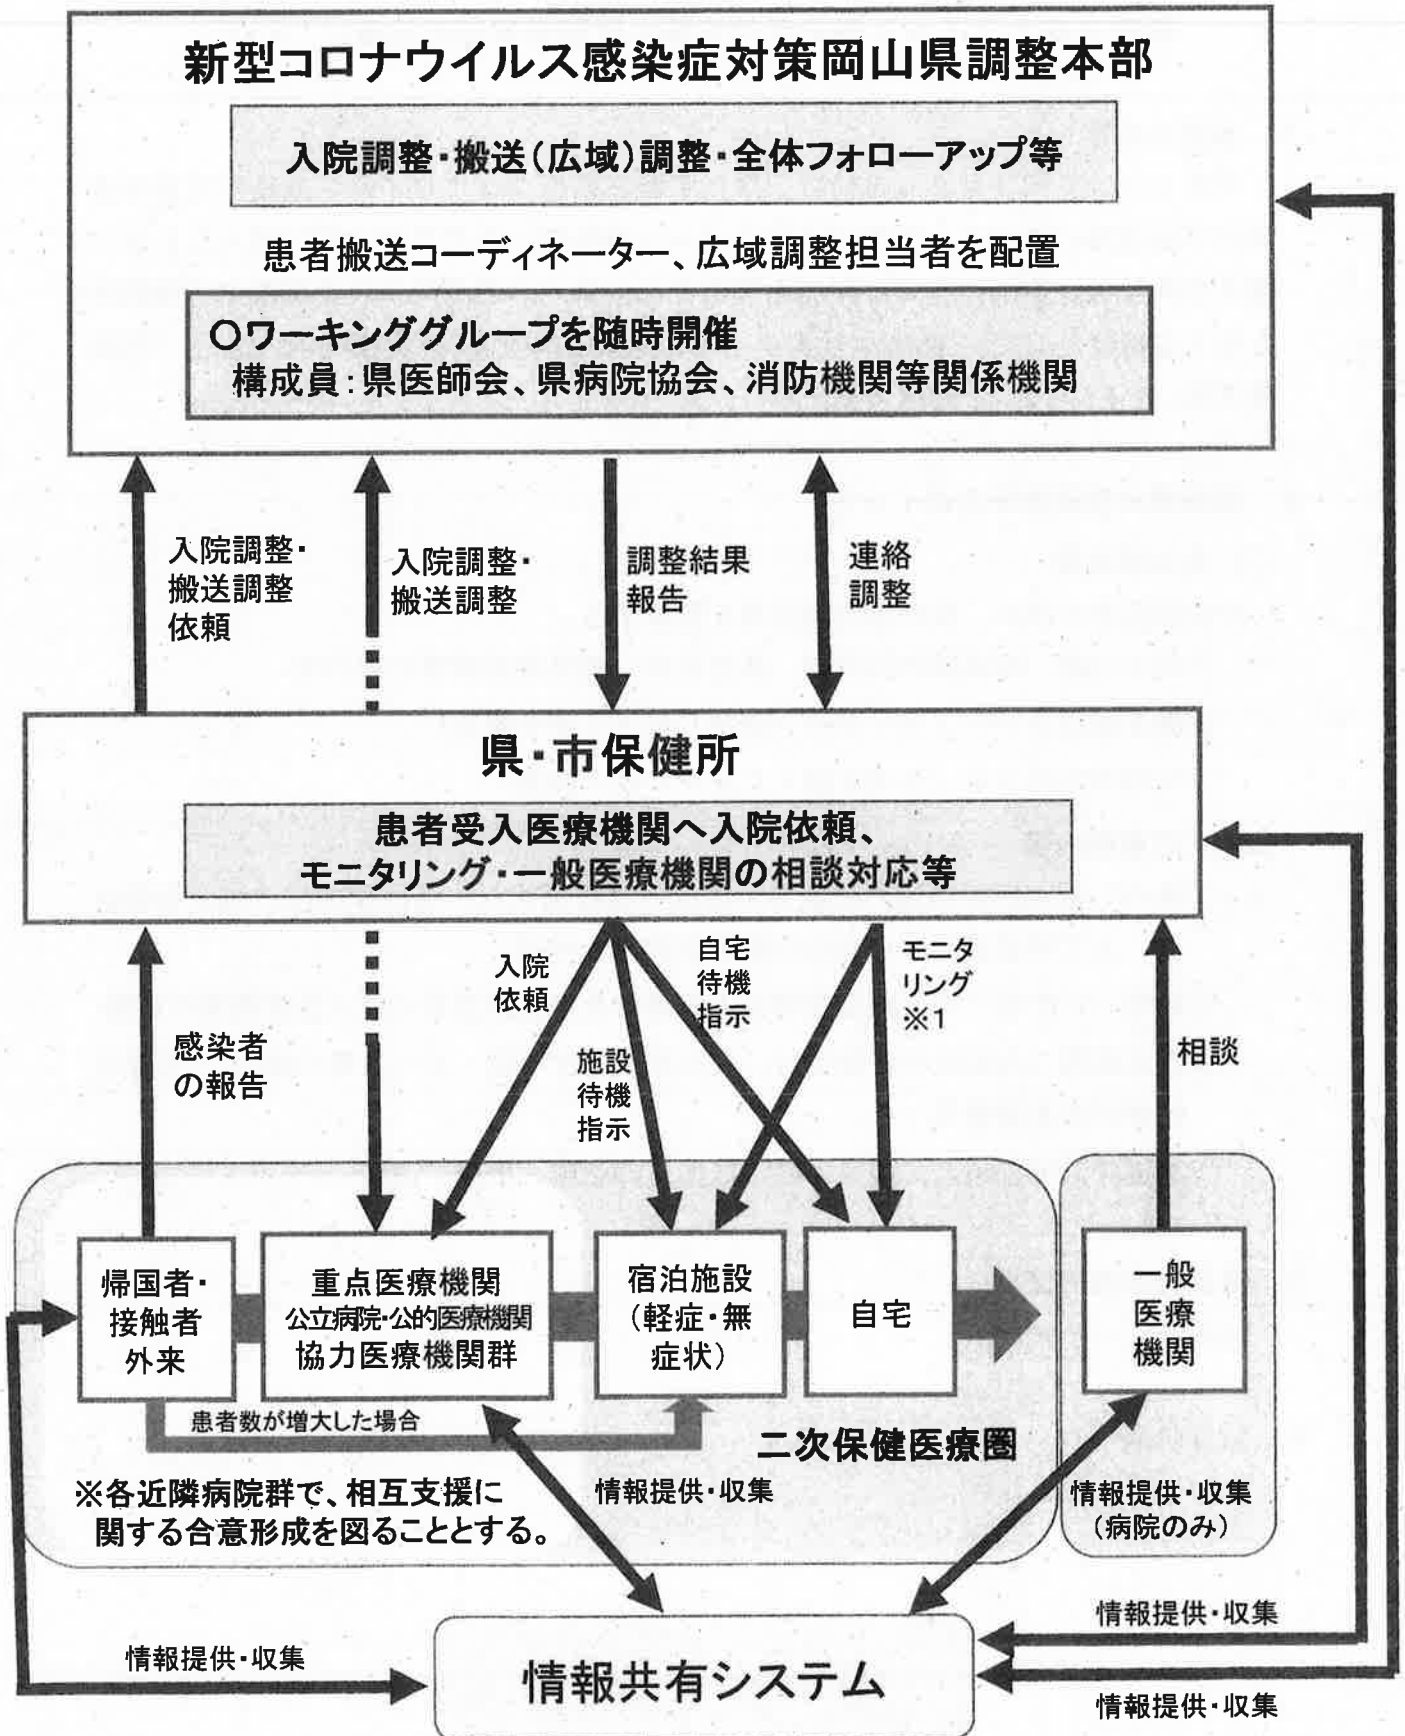 新型コロナウイルス感染症対策岡山県調整本部
入院調整・搬送(広域)調整・全体フォローアップ等
患者搬送コーディネーター、広域調整担当者を配置
〇ワーキンググループを随時開催
構成員:県医師会、県病院協会、消防機関等関係機関
入院調整・
搬送調整
依頼
入院調整・
搬送調整
調整結果
報告
連絡
調整
県・市保健所
患者受入医療機関へ入院依頼、
モニタリング・一般医療機関の相談対応等
感染者
の報告
入院
依頼
施設
待機
指示
自宅
待機
指示
モニタ
リング
※1
相談
帰国者・
接触者
外来
重点医療機関
公立病院・公的医療機関
協力医療機関群
宿泊施設
(軽症・無
症状)
自宅
一般
医療
機関
患者数が増大した場合
二次保健医療圏
※各近隣病院群で、相互支援に
関する合意形成を図ることとする。
情報提供・収集
情報提供・収集
(病院のみ)
情報提供・収集
情報提供・収集
情報共有システム
情報提供・収集